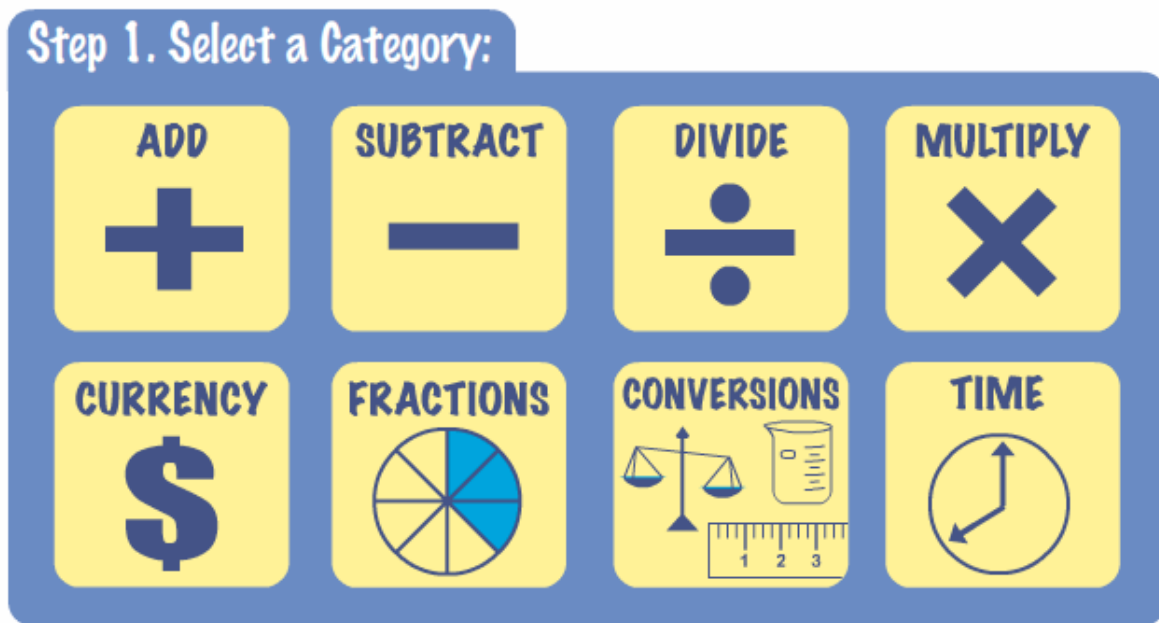 Step 1. Select a Category:
ADD SUBTRACT DIVIDE MULTIPLY
+ − ÷ ×
CURRENCY FRACTIONS CONVERSIONS TIME
$
1 2 3